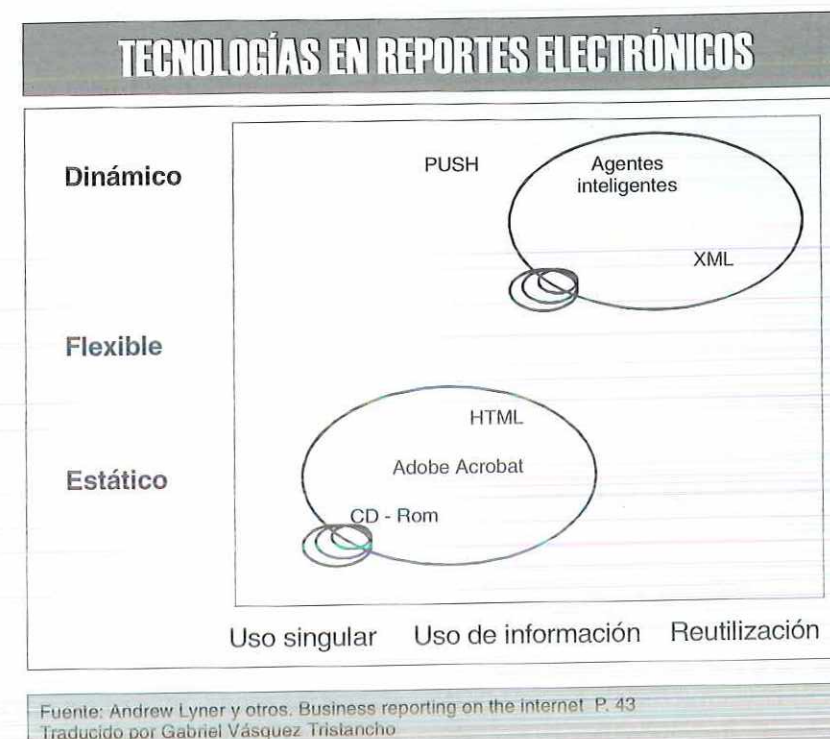 TECNOLOGÍAS EN REPORTES ELECTRÓNICOS
Dinámico
PUSH
Agentes
inteligentes
XML
Flexible
HTML
Estático
Adobe Acrobat
CD - Rom
Uso singular Uso de información Reutilización
Fuente: Andrew Lyner y otros. Business reporting on the internet P. 43
Traducido por Gabriel Vásquez Tristancho